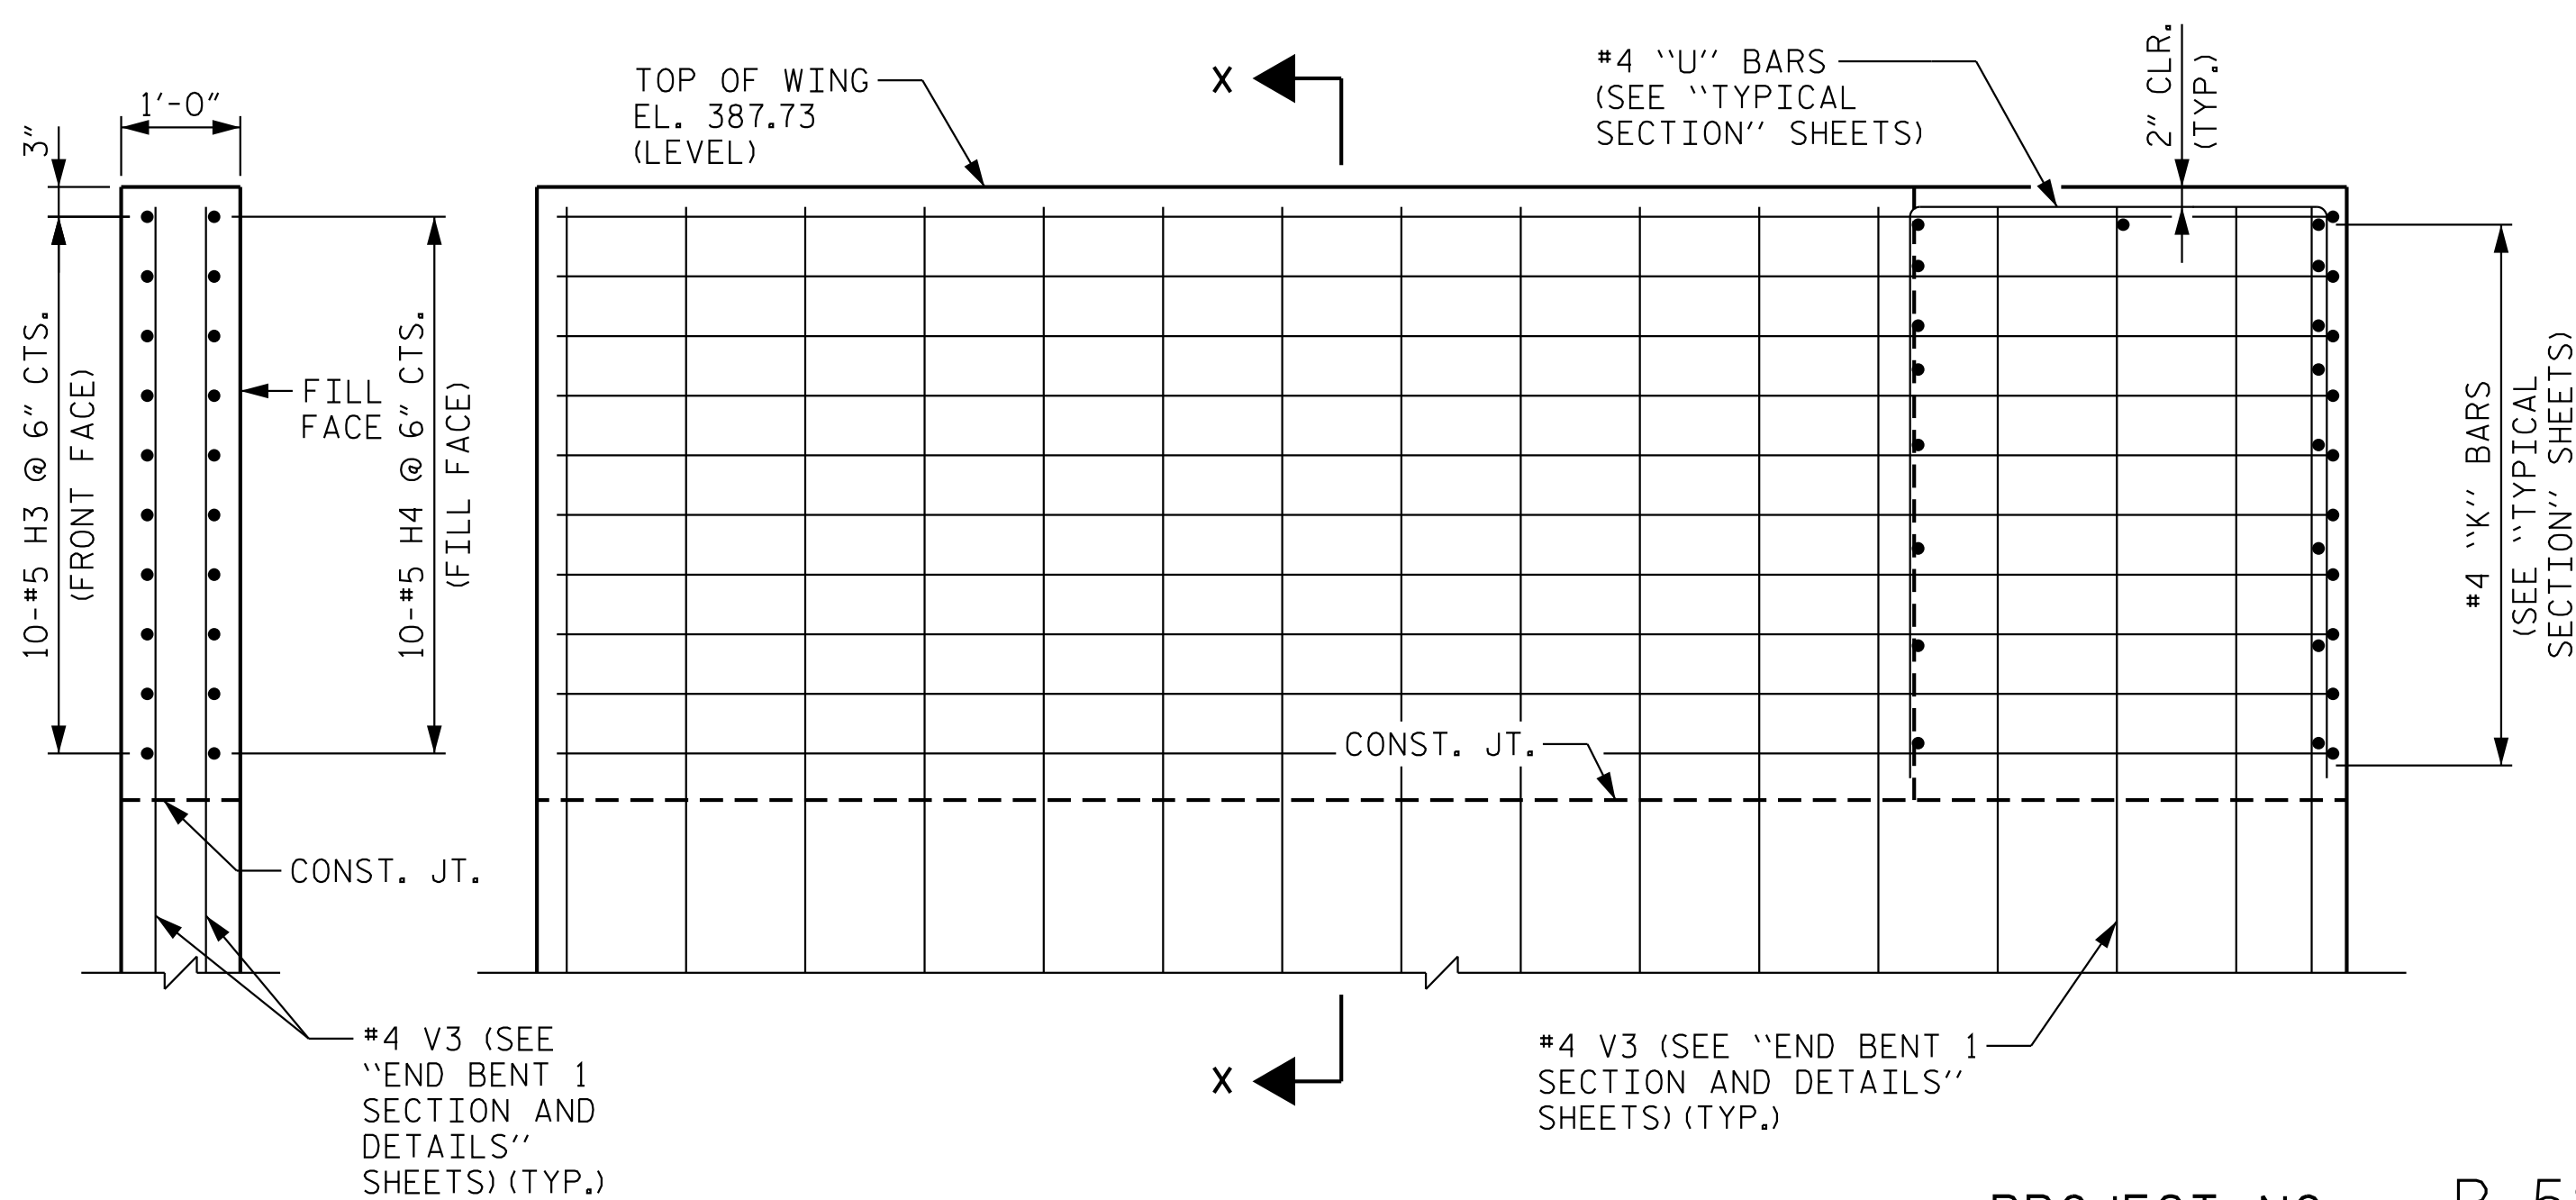 1'-0"
3"
10-#5 H3 @ 6" CTS.
(FRONT FACE)
FILL
FACE
10-#5 H4 @ 6" CTS.
(FILL FACE)
CONST. JT.
#4 V3 (SEE
"END BENT 1
SECTION AND
DETAILS"
SHEETS)(TYP.)
TOP OF WING
EL. 387.73
(LEVEL)
X
#4 "U" BARS
(SEE "TYPICAL
SECTION" SHEETS)
2" CLR.
(TYP.)
#4 "K" BARS
(SEE "TYPICAL
SECTION" SHEETS)
CONST. JT.
X
#4 V3 (SEE "END BENT 1
SECTION AND DETAILS"
SHEETS)(TYP.)